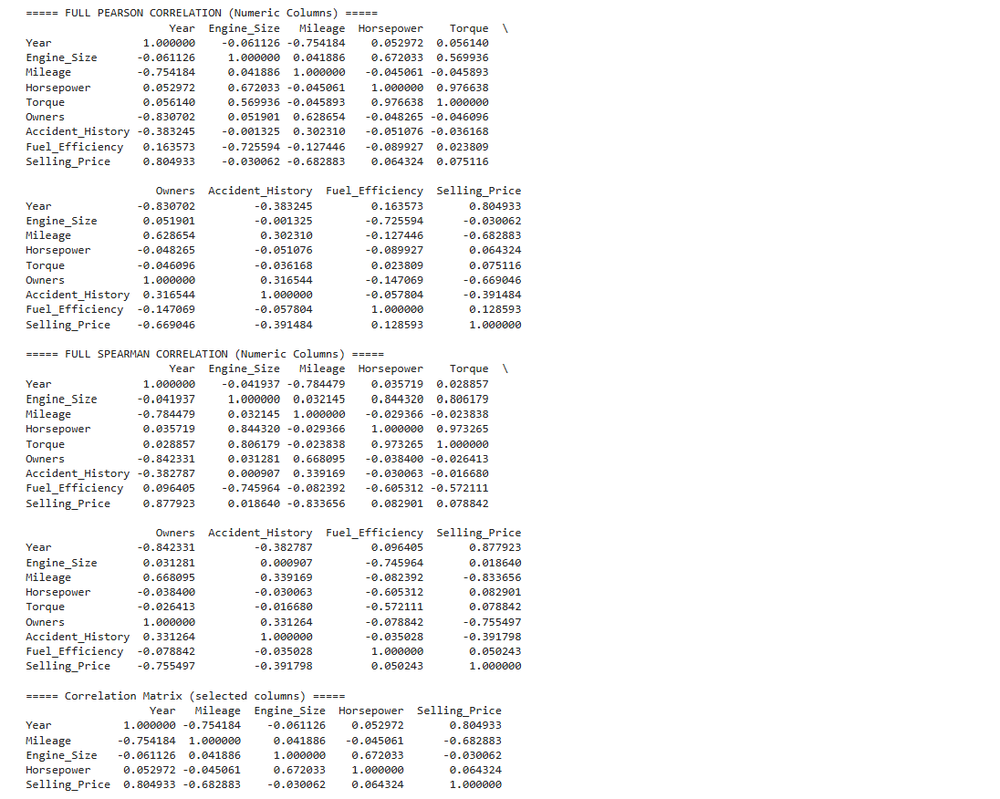 ===== FULL PEARSON CORRELATION (Numeric Columns) =====
                      Year  Engine_Size   Mileage  Horsepower    Torque  \
Year              1.000000    -0.061126 -0.754184    0.052972  0.056140
Engine_Size      -0.061126     1.000000  0.041886    0.672033  0.569936
Mileage          -0.754184     0.041886  1.000000   -0.045061 -0.045893
Horsepower        0.052972     0.672033 -0.045061    1.000000  0.976638
Torque            0.056140     0.569936 -0.045893    0.976638  1.000000
Owners           -0.830702     0.051901  0.628654   -0.048265 -0.046096
Accident_History -0.383245    -0.001325  0.302310   -0.051076 -0.036168
Fuel_Efficiency   0.163573    -0.725594 -0.127446   -0.089927  0.023809
Selling_Price     0.804933    -0.030062 -0.682883    0.064324  0.075116
                    Owners  Accident_History  Fuel_Efficiency  Selling_Price
Year             -0.830702         -0.383245         0.163573       0.804933
Engine_Size       0.051901         -0.001325        -0.725594      -0.030062
Mileage           0.628654          0.302310        -0.127446      -0.682883
Horsepower       -0.048265         -0.051076        -0.089927       0.064324
Torque           -0.046096         -0.036168         0.023809       0.075116
Owners            1.000000          0.316544        -0.147069      -0.669046
Accident_History  0.316544          1.000000        -0.057804      -0.391484
Fuel_Efficiency  -0.147069         -0.057804         1.000000       0.128593
Selling_Price    -0.669046         -0.391484         0.128593       1.000000
===== FULL SPEARMAN CORRELATION (Numeric Columns) =====
                      Year  Engine_Size   Mileage  Horsepower    Torque  \
Year              1.000000    -0.041937 -0.784479    0.035719  0.028857
Engine_Size      -0.041937     1.000000  0.032145    0.844320  0.806179
Mileage          -0.784479     0.032145  1.000000   -0.029366 -0.023838
Horsepower        0.035719     0.844320 -0.029366    1.000000  0.973265
Torque            0.028857     0.806179 -0.023838    0.973265  1.000000
Owners           -0.842331     0.031281  0.668095   -0.038400 -0.026413
Accident_History -0.382787     0.000907  0.339169   -0.030063 -0.016680
Fuel_Efficiency   0.096405    -0.745964 -0.082392   -0.605312 -0.572111
Selling_Price     0.877923     0.018640 -0.833656    0.082901  0.078842
                    Owners  Accident_History  Fuel_Efficiency  Selling_Price
Year             -0.842331         -0.382787         0.096405       0.877923
Engine_Size       0.031281          0.000907        -0.745964       0.018640
Mileage           0.668095          0.339169        -0.082392      -0.833656
Horsepower       -0.038400         -0.030063        -0.605312       0.082901
Torque           -0.026413         -0.016680        -0.572111       0.078842
Owners            1.000000          0.331264        -0.078842      -0.755497
Accident_History  0.331264          1.000000        -0.035028      -0.391798
Fuel_Efficiency  -0.078842         -0.035028         1.000000       0.050243
Selling_Price    -0.755497         -0.391798         0.050243       1.000000
===== Correlation Matrix (selected columns) =====
                   Year   Mileage  Engine_Size  Horsepower  Selling_Price
Year           1.000000 -0.754184    -0.061126    0.052972       0.804933
Mileage       -0.754184  1.000000     0.041886   -0.045061      -0.682883
Engine_Size   -0.061126  0.041886     1.000000    0.672033      -0.030062
Horsepower     0.052972 -0.045061     0.672033    1.000000       0.064324
Selling_Price  0.804933 -0.682883    -0.030062    0.064324       1.000000